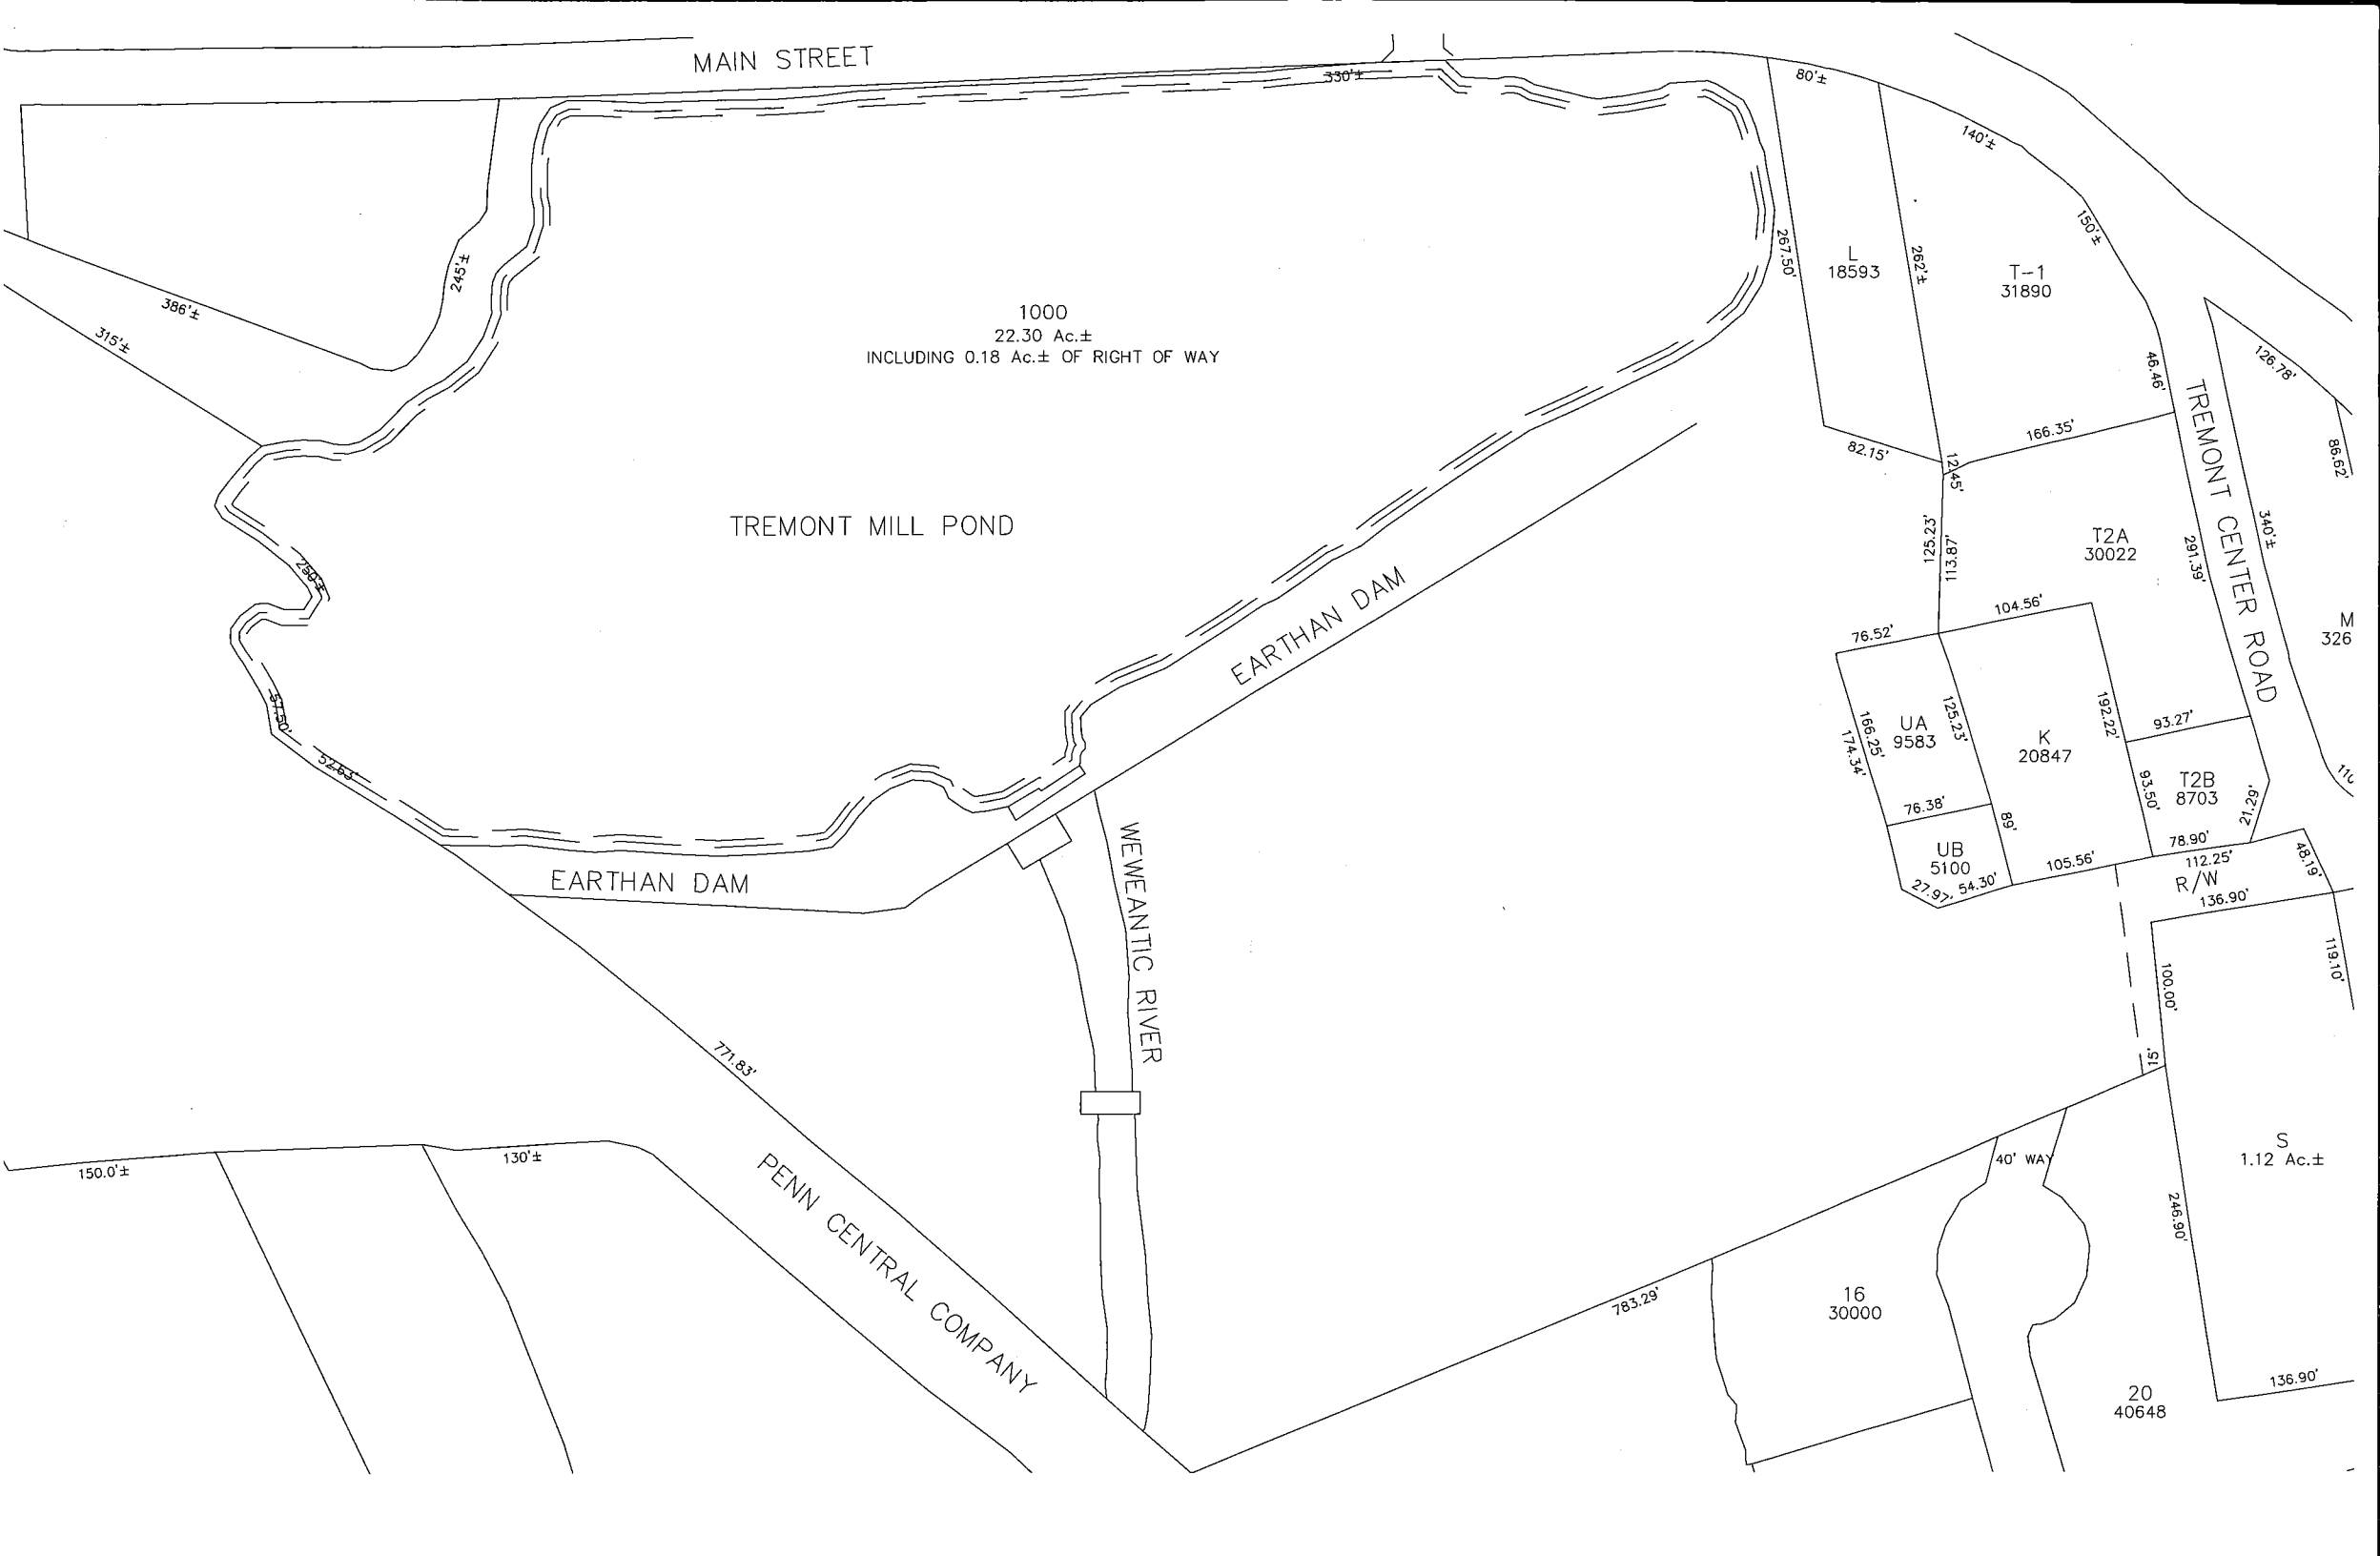 MAIN STREET
330'±
80'±
140'±
150'±
245'±
386'±
315'±
267.50'
L
18593
262'±
T-1
31890
1000
22.30 Ac.±
INCLUDING 0.18 Ac.± OF RIGHT OF WAY
46.46'
126.78'
86.62'
82.15'
12.45'
166.35'
TREMONT CENTER ROAD
340'±
291.39'
TREMONT MILL POND
125.23'
113.87'
T2A
30022
250'±
EARTHAN DAM
76.52'
104.56'
M
326
57.50'
52.63'
166.25'
174.34'
UA
9583
125.23'
K
20847
192.22'
93.27'
T2B
8703
93.50'
21.29'
76.38'
89'
UB
5100
27.97'
54.30'
105.56'
78.90'
112.25'
48.19'
R/W
136.90'
EARTHAN DAM
WEWEANTIC RIVER
119.10'
100.00'
15'
771.83'
150.0'±
130'±
PENN CENTRAL COMPANY
40' WAY
S
1.12 Ac.±
246.90'
783.29'
16
30000
20
40648
136.90'